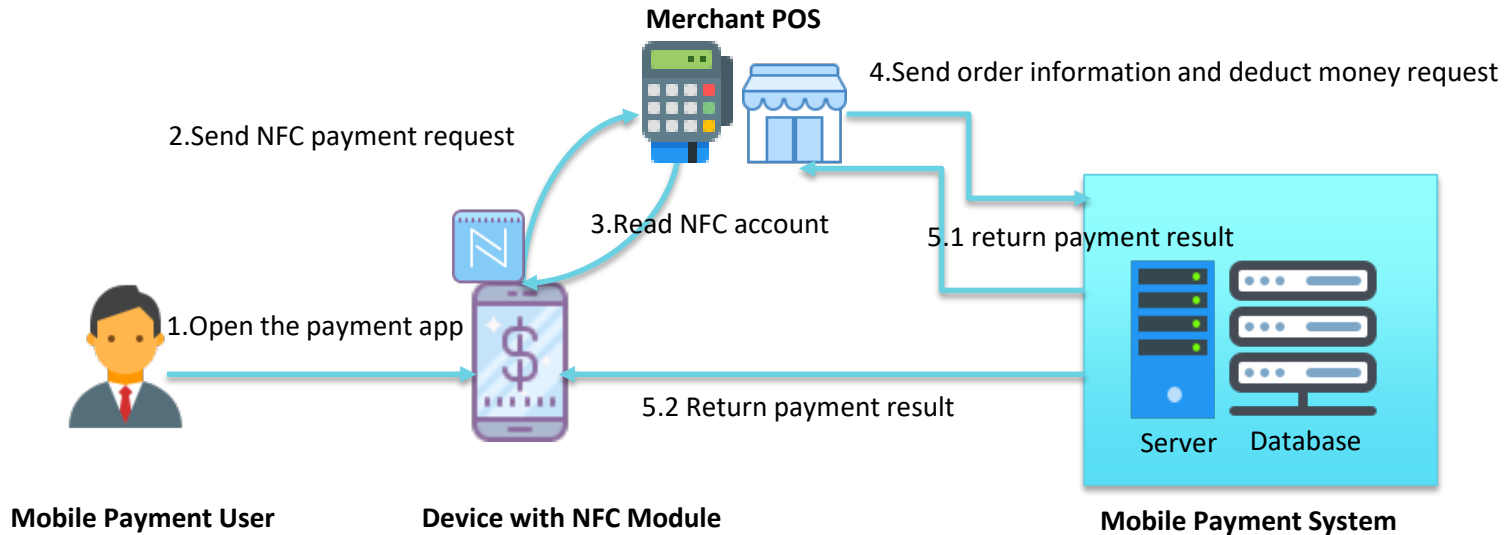 Merchant POS
4.Send order information and deduct money request
2.Send NFC payment request
3.Read NFC account
5.1 return payment result
1.Open the payment app
5.2 Return payment result
Server
Database
Mobile Payment User
Device with NFC Module
Mobile Payment System